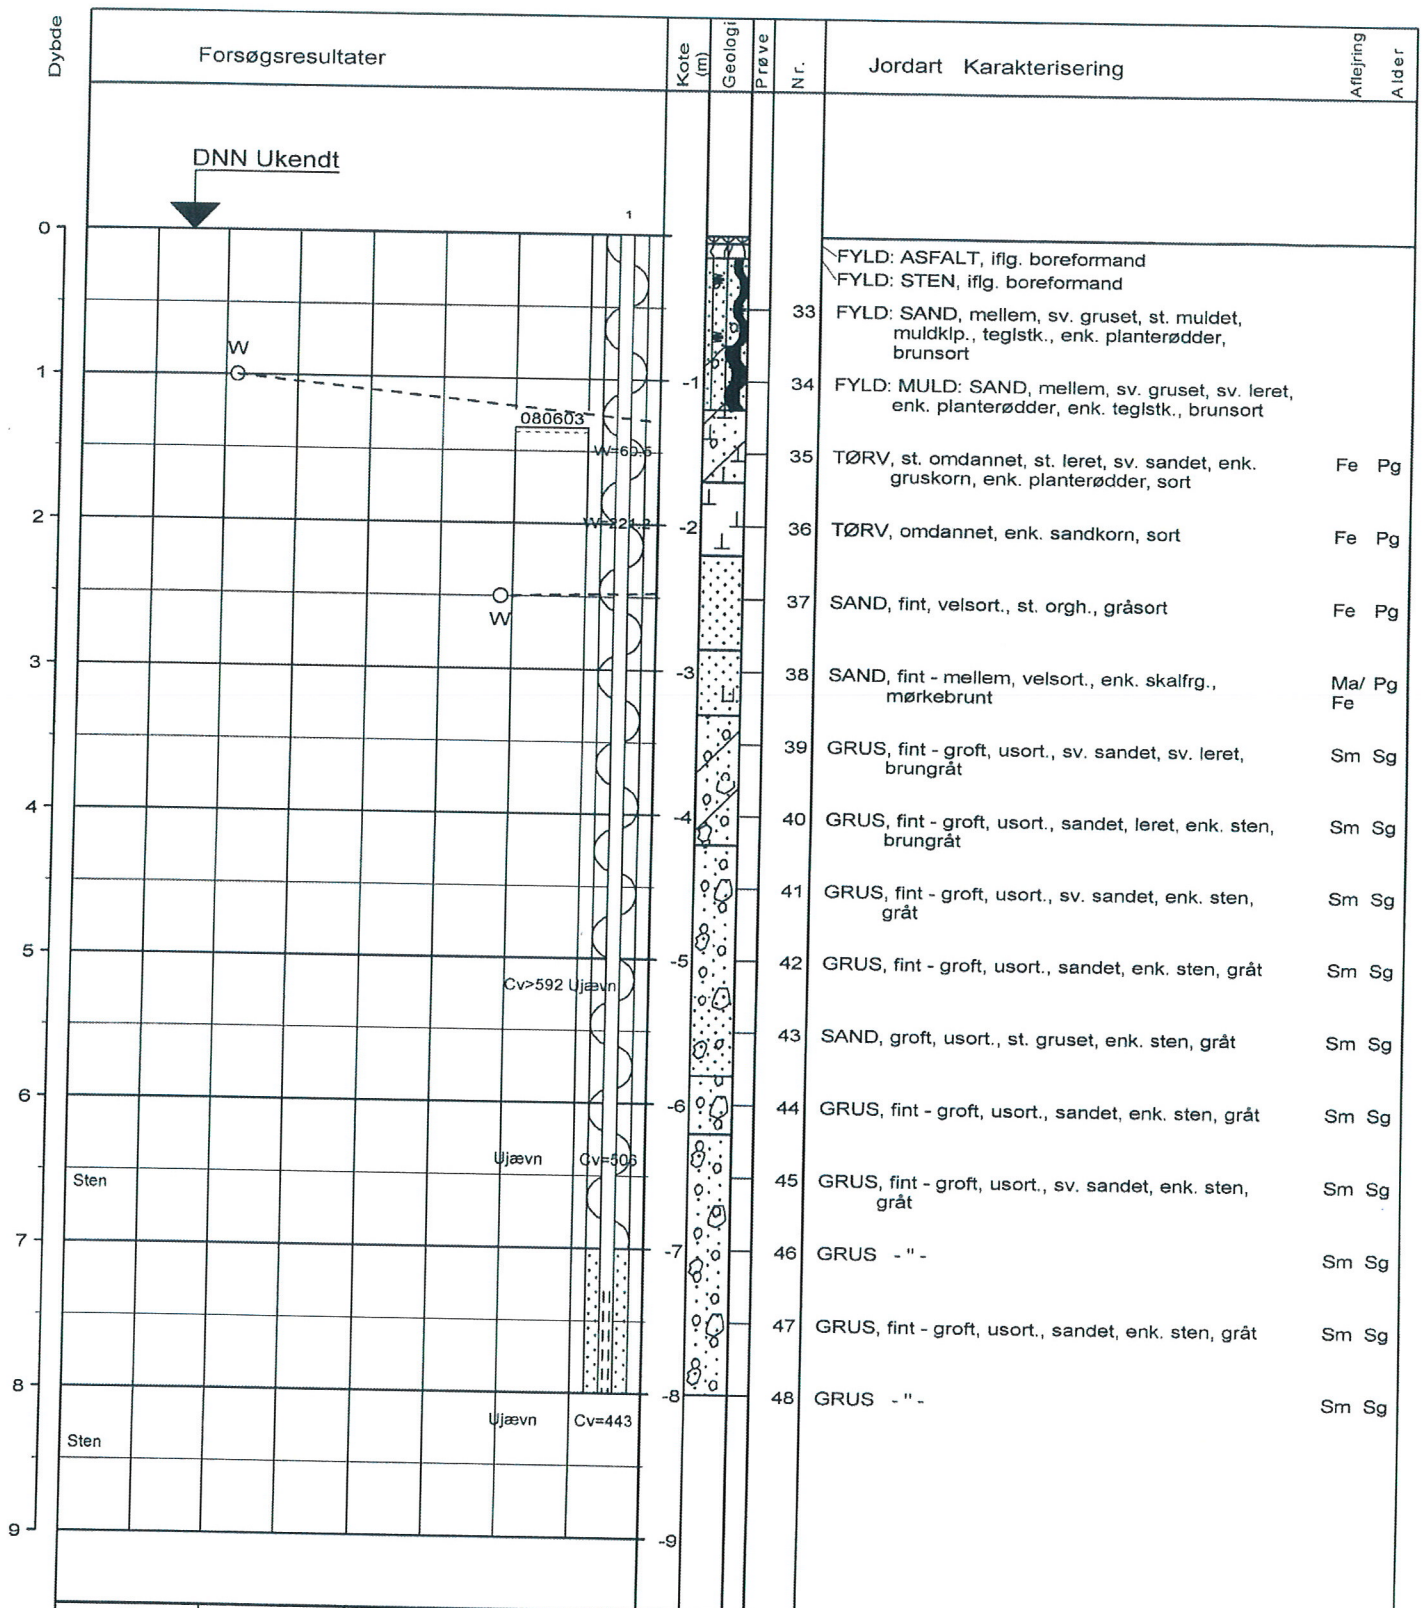 Dybde
Forsøgsresultater
Kote (m)
Geologi
Prøve
Nr.
Jordart Karakterisering
Aflejring
Alder
DNN Ukendt
1
0
FYLD: ASFALT, iflg. boreformand
FYLD: STEN, iflg. boreformand
33 FYLD: SAND, mellem, sv. gruset, st. muldet,
muldklp., teglstk., enk. planterødder,
brunsort
W
1
-1
34 FYLD: MULD: SAND, mellem, sv. gruset, sv. leret,
enk. planterødder, enk. teglstk., brunsort
080603
W=60.5
35 TØRV, st. omdannet, st. leret, sv. sandet, enk. Fe Pg
gruskorn, enk. planterødder, sort
2
W=221.2
-2
36 TØRV, omdannet, enk. sandkorn, sort Fe Pg
W
37 SAND, fint, velsort., st. orgh., gråsort Fe Pg
3
-3
38 SAND, fint - mellem, velsort., enk. skalfrg., Ma/ Pg
mørkebrunt Fe
39 GRUS, fint - groft, usort., sv. sandet, sv. leret, Sm Sg
brungråt
4
-4
40 GRUS, fint - groft, usort., sandet, leret, enk. sten, Sm Sg
brungråt
41 GRUS, fint - groft, usort., sv. sandet, enk. sten, Sm Sg
gråt
5
-5
42 GRUS, fint - groft, usort., sandet, enk. sten, gråt Sm Sg
Cv>592 Ujævn
43 SAND, groft, usort., st. gruset, enk. sten, gråt Sm Sg
6
-6
44 GRUS, fint - groft, usort., sandet, enk. sten, gråt Sm Sg
Ujævn Cv=506
Sten
45 GRUS, fint - groft, usort., sv. sandet, enk. sten, Sm Sg
gråt
7
-7
46 GRUS - " - Sm Sg
47 GRUS, fint - groft, usort., sandet, enk. sten, gråt Sm Sg
8
-8
48 GRUS - " - Sm Sg
Ujævn Cv=443
Sten
9
-9